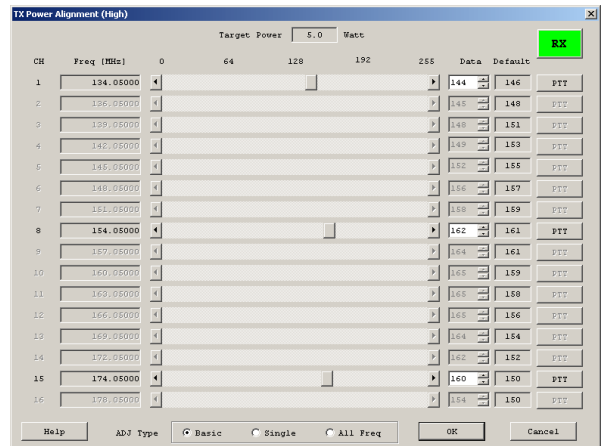 TX Power Alignment (High)
Target Power 5.0 Watt
RX
CH Freq [MHz] 0 64 128 192 255 Data Default
1 134.05000 144 146 PTT
2 136.05000 145 148 PTT
3 139.05000 148 151 PTT
4 142.05000 149 153 PTT
5 145.05000 152 155 PTT
6 148.05000 156 157 PTT
7 151.05000 158 159 PTT
8 154.05000 162 161 PTT
9 157.05000 164 161 PTT
10 160.05000 165 159 PTT
11 163.05000 165 158 PTT
12 166.05000 165 156 PTT
13 169.05000 164 154 PTT
14 172.05000 162 152 PTT
15 174.05000 160 150 PTT
16 178.05000 154 150 PTT
Help ADJ Type Basic Single All Freq OK Cancel